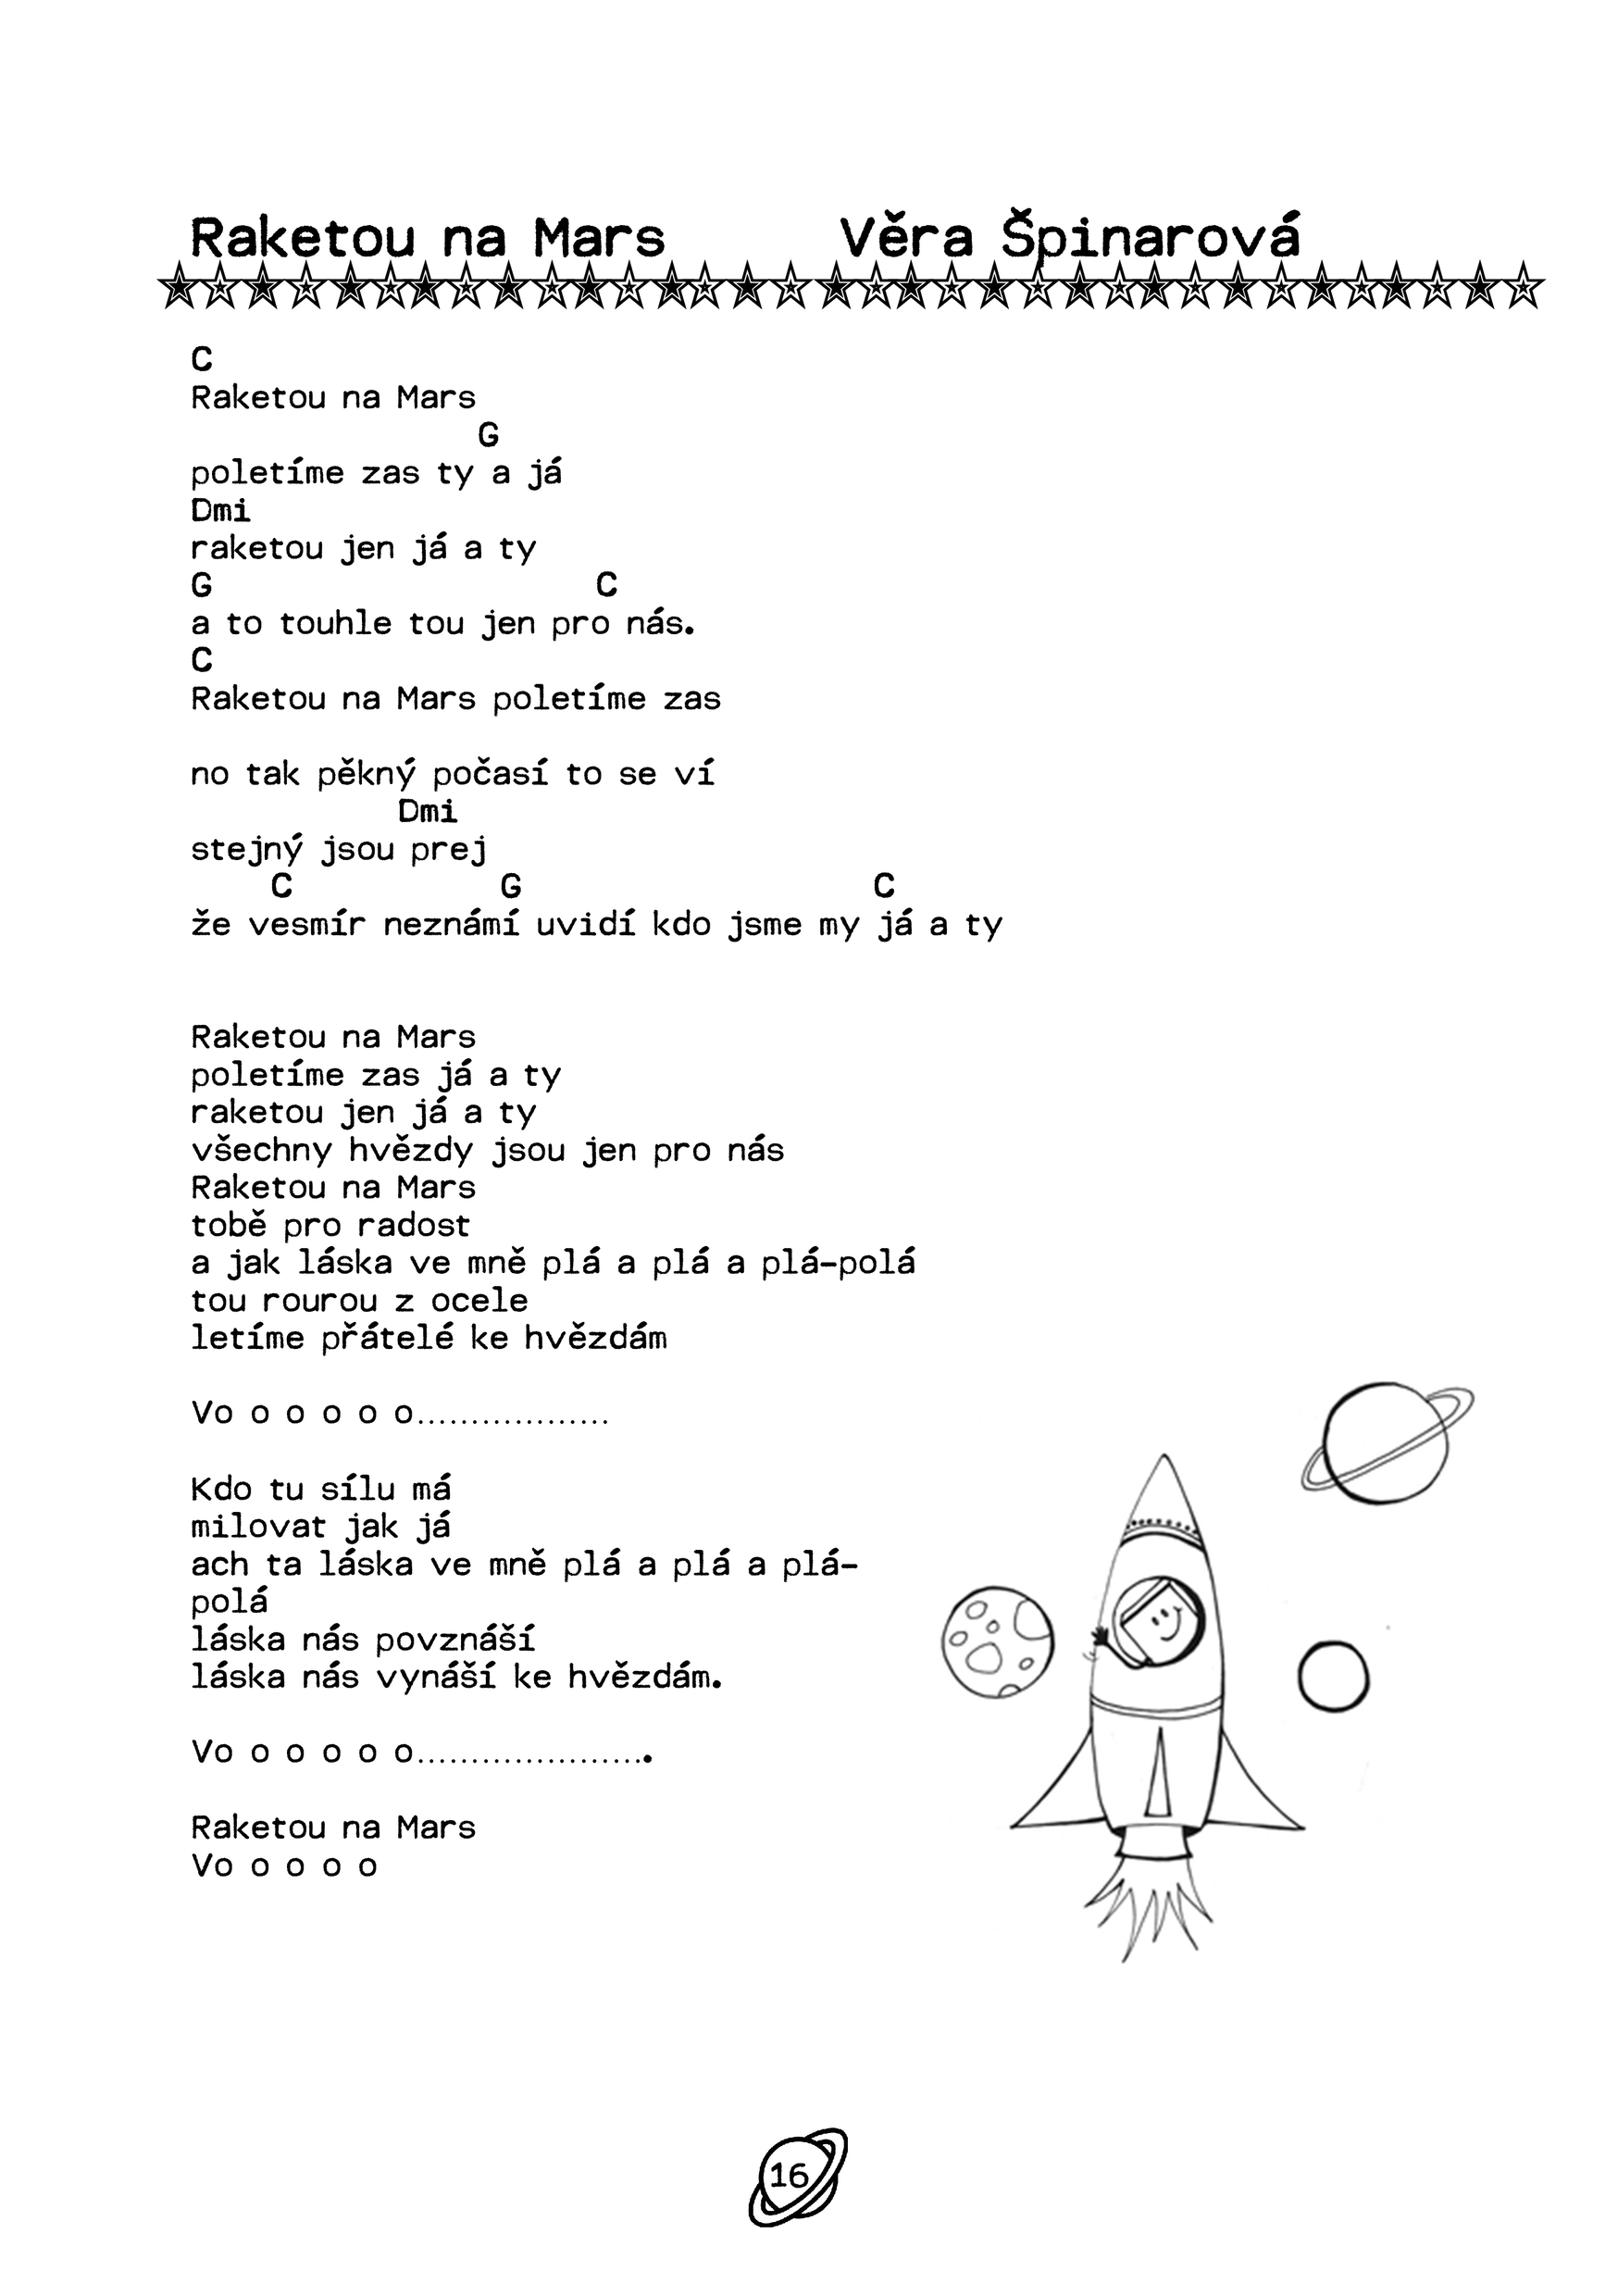 Raketou na Mars Věra Špinarová
C
Raketou na Mars
G
poletíme zas ty a já
Dmi
raketou jen já a ty
G C
a to touhle tou jen pro nás.
C
Raketou na Mars poletíme zas
no tak pěkný počasí to se ví
Dmi
stejný jsou prej
C G C
že vesmír neznámí uvidí kdo jsme my já a ty
Raketou na Mars
poletíme zas já a ty
raketou jen já a ty
všechny hvězdy jsou jen pro nás
Raketou na Mars
tobě pro radost
a jak láska ve mně plá a plá a plá-polá
tou rourou z ocele
letíme přátelé ke hvězdám
Vo o o o o o..................
Kdo tu sílu má
milovat jak já
ach ta láska ve mně plá a plá a plá-
polá
láska nás povznáší
láska nás vynáší ke hvězdám.
Vo o o o o o......................
Raketou na Mars
Vo o o o o
16